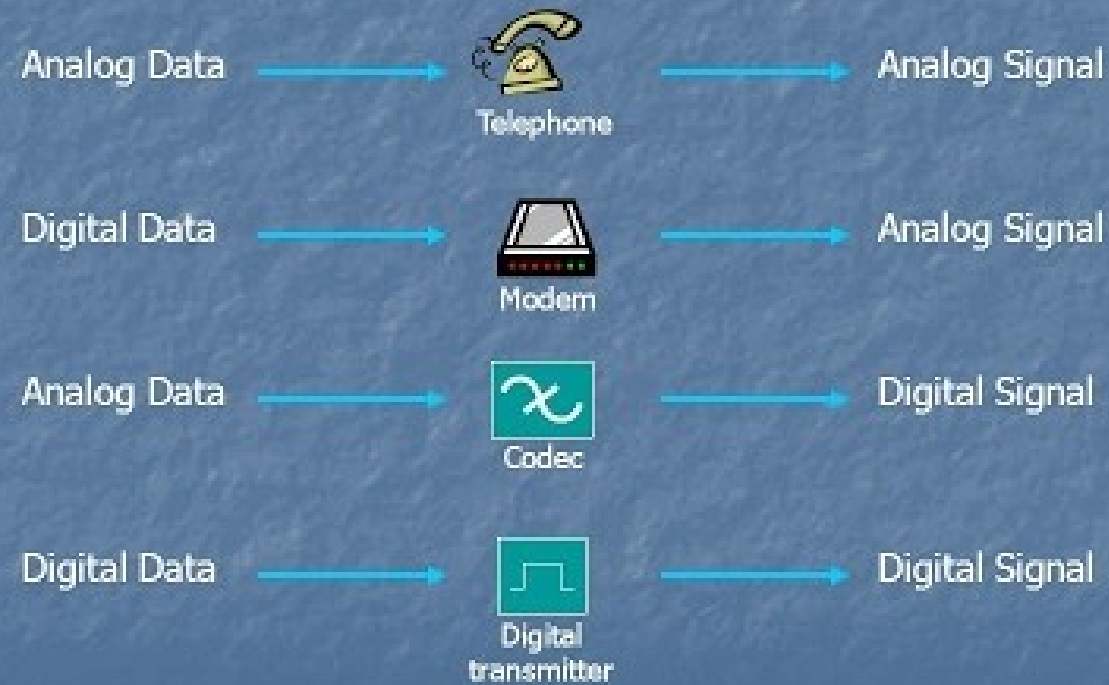 Analog Data
Telephone
Analog Signal
Digital Data
Modem
Analog Signal
Analog Data
Codec
Digital Signal
Digital Data
Digital
transmitter
Digital Signal